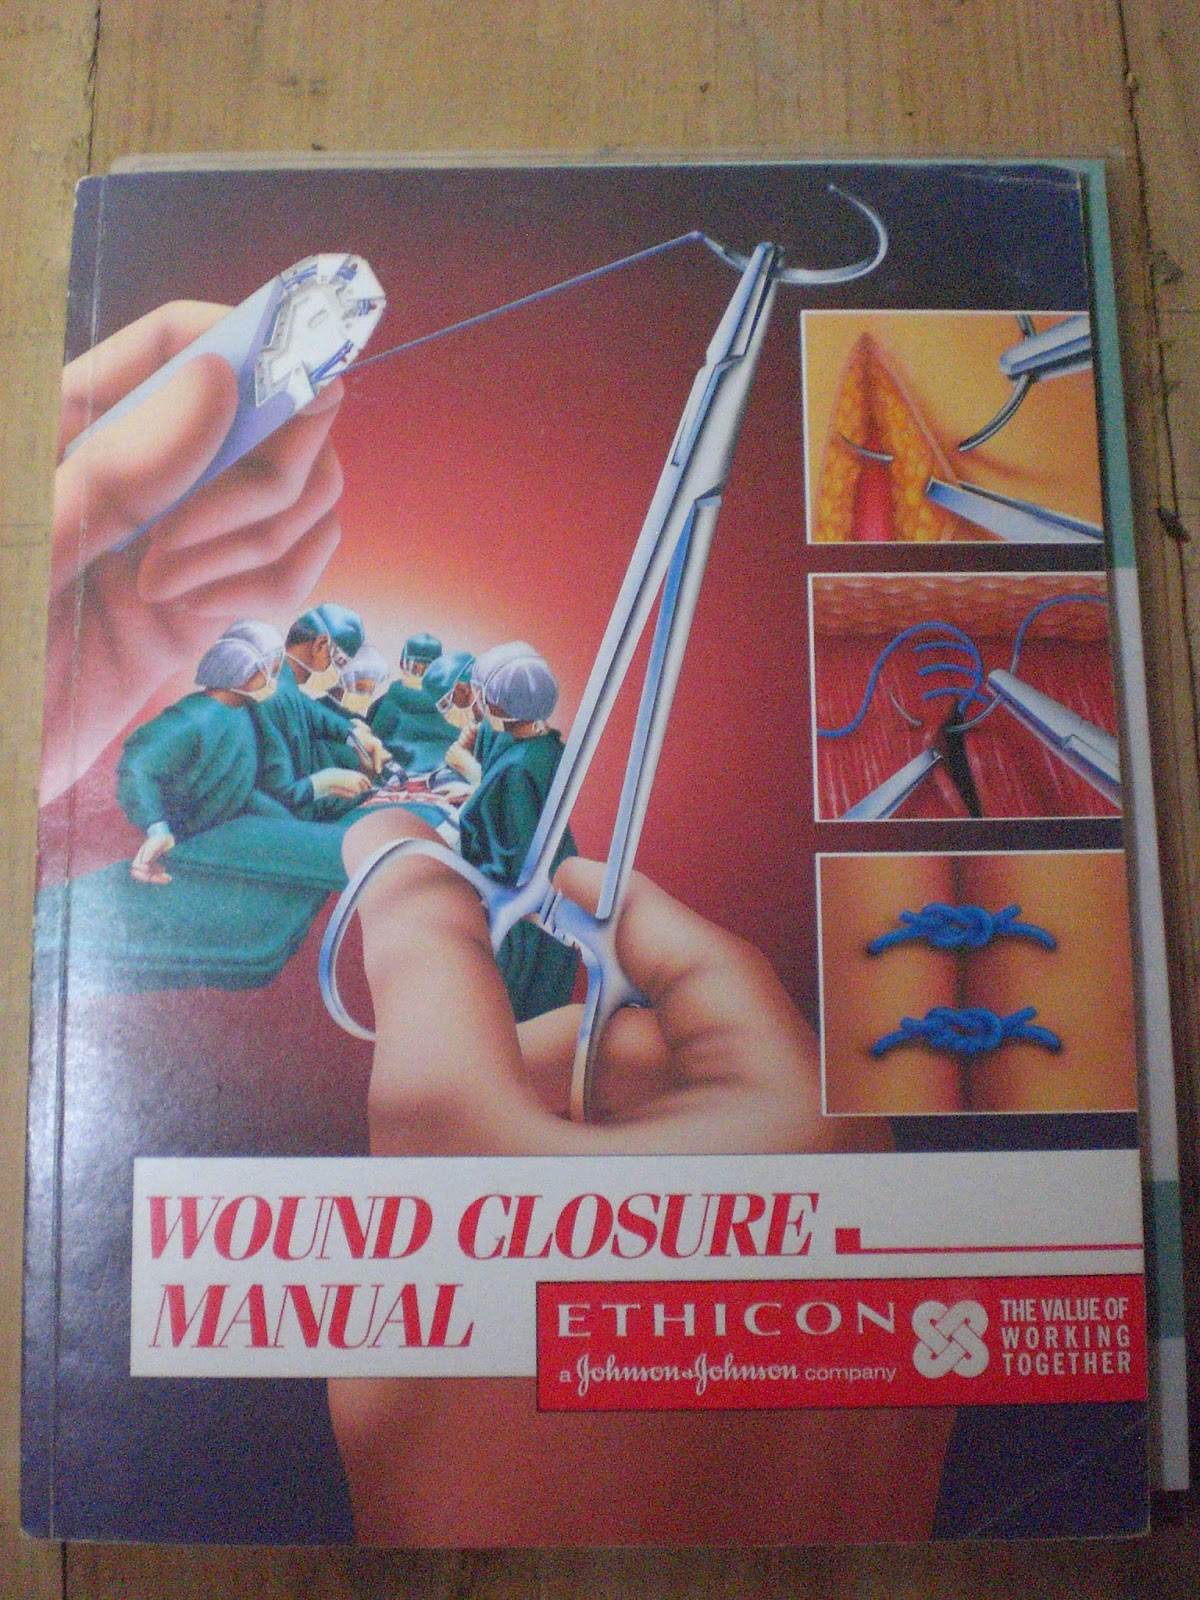 WOUND CLOSURE
MANUAL
ETHICON
a Johnson & Johnson company
THE VALUE OF
WORKING
TOGETHER